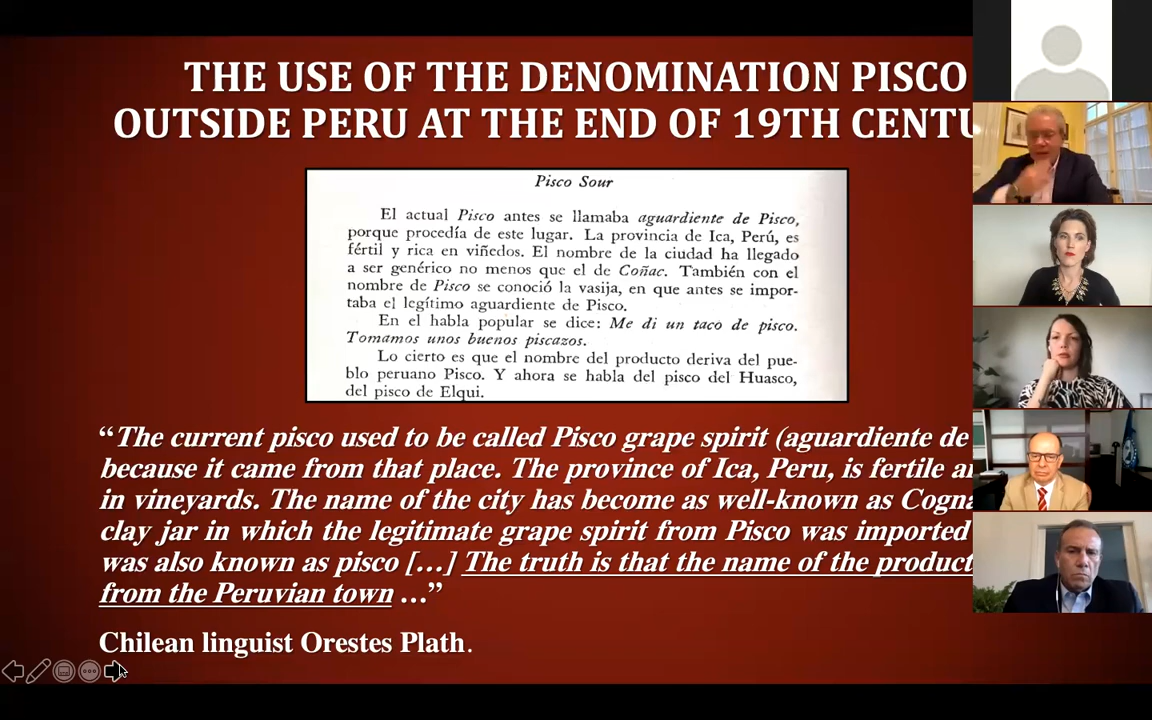 THE USE OF THE DENOMINATION PISCO
OUTSIDE PERU AT THE END OF 19TH
Pisco Sour
El actual Pisco antes se llamaba aguardiente de Pisco,
porque procedía de este lugar. La provincia de Ica, Perú, es
fértil y rica en viñedos. El nombre de la ciudad ha llegado
a ser genérico no menos que el de Coñac. También con el
nombre de Pisco se conoció la vasija, en que antes se impor-
taba el legítimo aguardiente de Pisco.
En el habla popular se dice: Me di un taco de pisco.
Tomamos unos buenos piscazos.
Lo cierto es que el nombre del producto deriva del pue-
blo peruano Pisco. Y ahora se habla del pisco del Huasco,
del pisco de Elqui.
“The current pisco used to be called Pisco grape spirit (aguardiente de
because it came from that place. The province of Ica, Peru, is fertile
in vineyards. The name of the city has become as well-known as
clay jar in which the legitimate grape spirit from Pisco was imported
was also known as pisco [...] The truth is that the name of the product
from the Peruvian town ...”
Chilean linguist Orestes Plath.